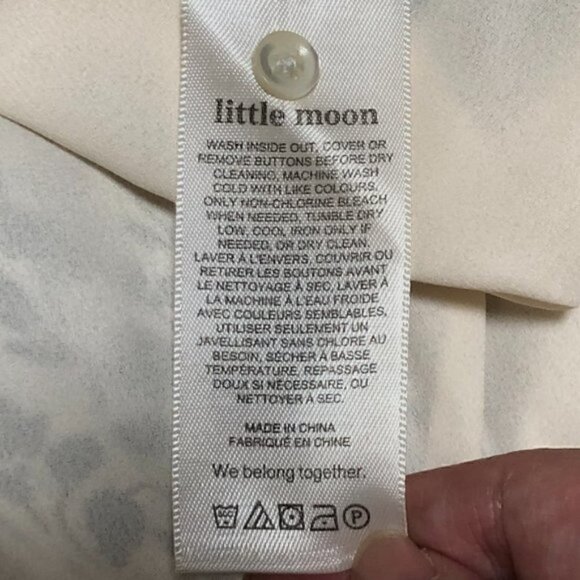 little moon
WASH INSIDE OUT, COVER OR
REMOVE BUTTONS BEFORE DRY
CLEANING, MACHINE WASH
COLD WITH LIKE COLOURS,
ONLY NON-CHLORINE BLEACH
WHEN NEEDED, TUMBLE DRY
LOW, COOL IRON ONLY IF
NEEDED, OR DRY CLEAN.
LAVER À L'ENVERS, COUVRIR OU
RETIRER LES BOUTONS AVANT
LE NETTOYAGE À SEC, LAVER À
LA MACHINE À L'EAU FROIDE
AVEC COULEURS SEMBLABLES,
UTILISER SEULEMENT UN
JAVELLISANT SANS CHLORE AU
BESOIN, SÉCHER À BASSE
TEMPÉRATURE, REPASSAGE
DOUX SI NÉCESSAIRE, OU
NETTOYER À SEC.
MADE IN CHINA
FABRIQUÉ EN CHINE
We belong together.
P